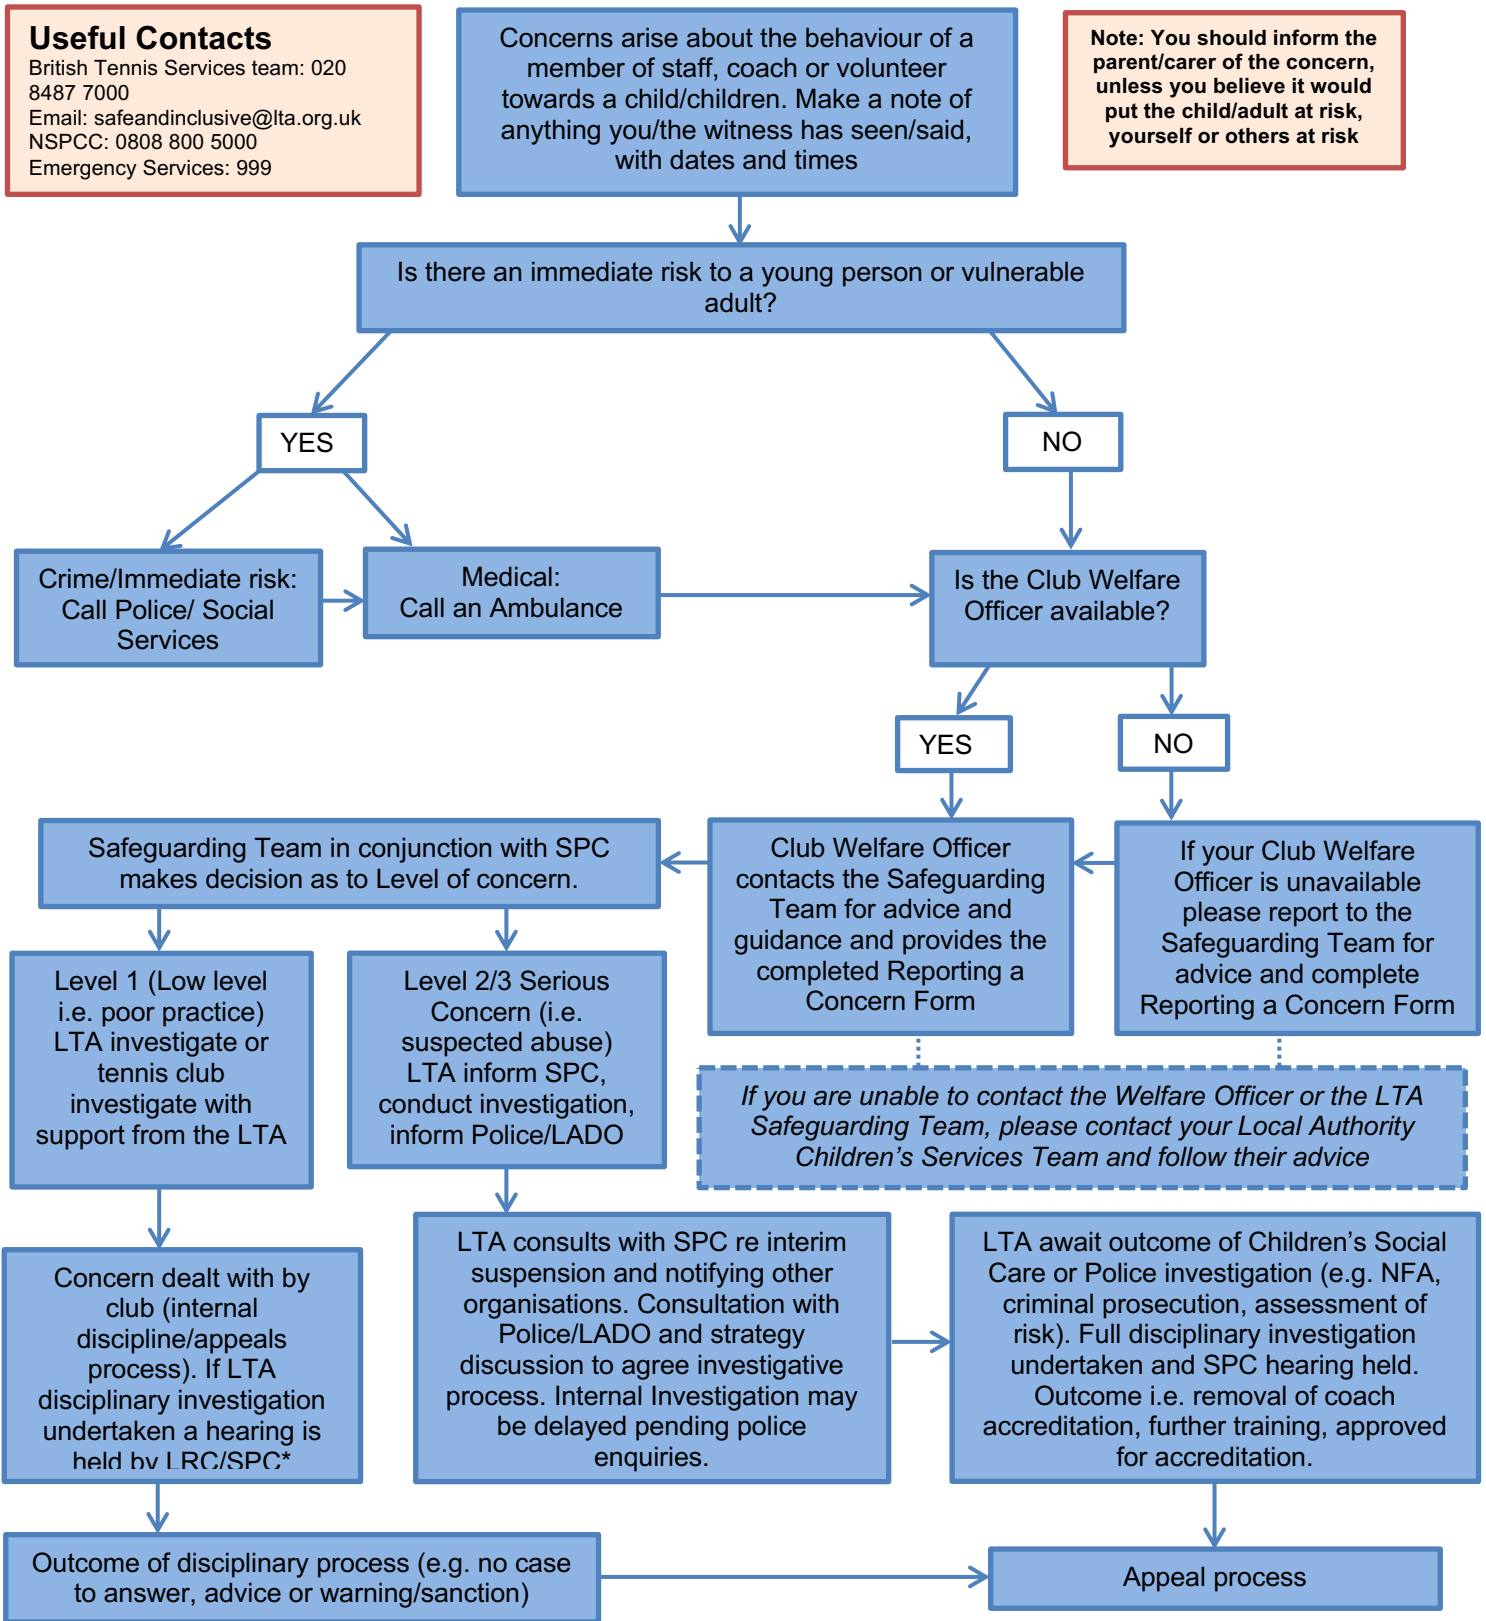 Useful Contacts
British Tennis Services team: 020
8487 7000
Email: safeandinclusive@lta.org.uk
NSPCC: 0808 800 5000
Emergency Services: 999
Concerns arise about the behaviour of a
member of staff, coach or volunteer
towards a child/children. Make a note of
anything you/the witness has seen/said,
with dates and times
Note: You should inform the
parent/carer of the concern,
unless you believe it would
put the child/adult at risk,
yourself or others at risk
Is there an immediate risk to a young person or vulnerable
adult?
YES
NO
Crime/Immediate risk:
Call Police/ Social
Services
Medical:
Call an Ambulance
Is the Club Welfare
Officer available?
YES
NO
Safeguarding Team in conjunction with SPC
makes decision as to Level of concern.
Club Welfare Officer
contacts the Safeguarding
Team for advice and
guidance and provides the
completed Reporting a
Concern Form
If your Club Welfare
Officer is unavailable
please report to the
Safeguarding Team for
advice and complete
Reporting a Concern Form
Level 1 (Low level
i.e. poor practice)
LTA investigate or
tennis club
investigate with
support from the LTA
Level 2/3 Serious
Concern (i.e.
suspected abuse)
LTA inform SPC,
conduct investigation,
inform Police/LADO
If you are unable to contact the Welfare Officer or the LTA
Safeguarding Team, please contact your Local Authority
Children’s Services Team and follow their advice
Concern dealt with by
club (internal
discipline/appeals
process). If LTA
disciplinary investigation
undertaken a hearing is
held by LRC/SPC*
LTA consults with SPC re interim
suspension and notifying other
organisations. Consultation with
Police/LADO and strategy
discussion to agree investigative
process. Internal Investigation may
be delayed pending police
enquiries.
LTA await outcome of Children’s Social
Care or Police investigation (e.g. NFA,
criminal prosecution, assessment of
risk). Full disciplinary investigation
undertaken and SPC hearing held.
Outcome i.e. removal of coach
accreditation, further training, approved
for accreditation.
Outcome of disciplinary process (e.g. no case
to answer, advice or warning/sanction)
Appeal process